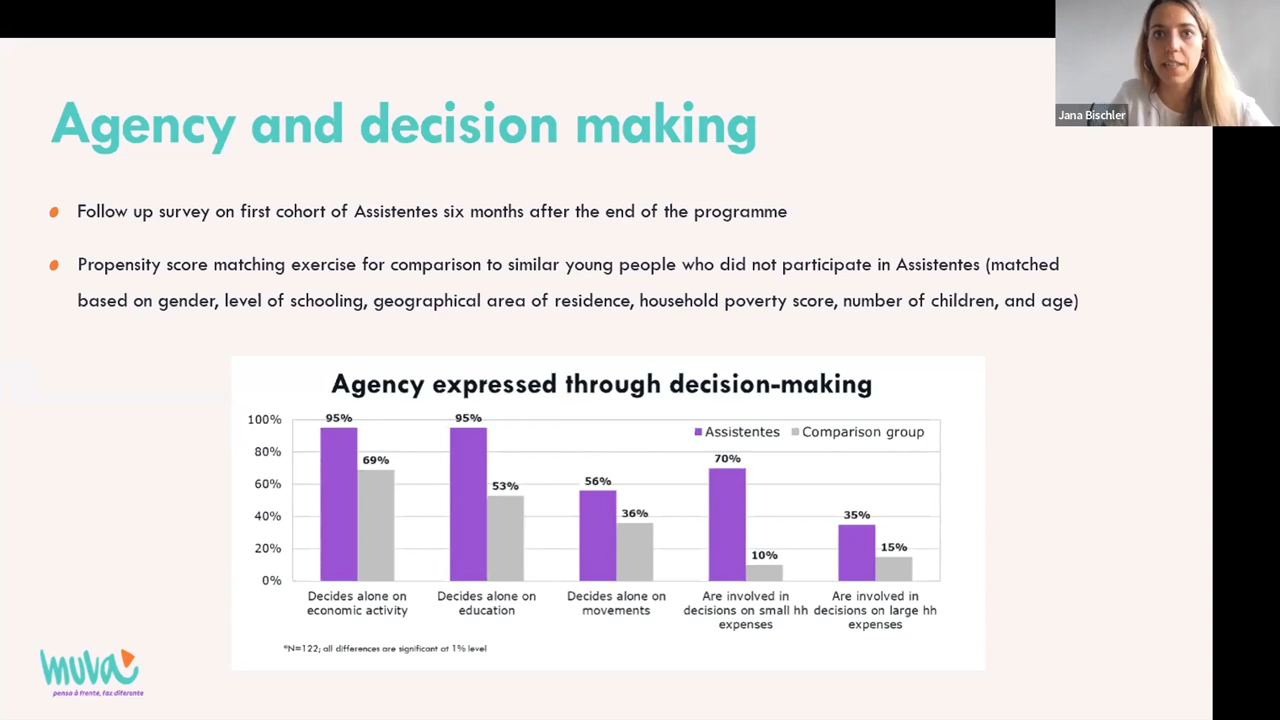 Jana Bischler
Agency and decision making
Follow up survey on first cohort of Assistentes six months after the end of the programme
Propensity score matching exercise for comparison to similar young people who did not participate in Assistentes (matched
based on gender, level of schooling, geographical area of residence, household poverty score, number of children, and age)
Agency expressed through decision-making
100%
80%
60%
40%
20%
0%
Assistentes
Comparison group
95%
69%
95%
53%
56%
36%
70%
10%
35%
15%
Decides alone on
economic activity
Decides alone on
education
Decides alone on
movements
Are involved in
decisions on small hh
expenses
Are involved in
decisions on large hh
expenses
*N=122; all differences are significant at 1% level
muva
pensa à frente, faz diferente